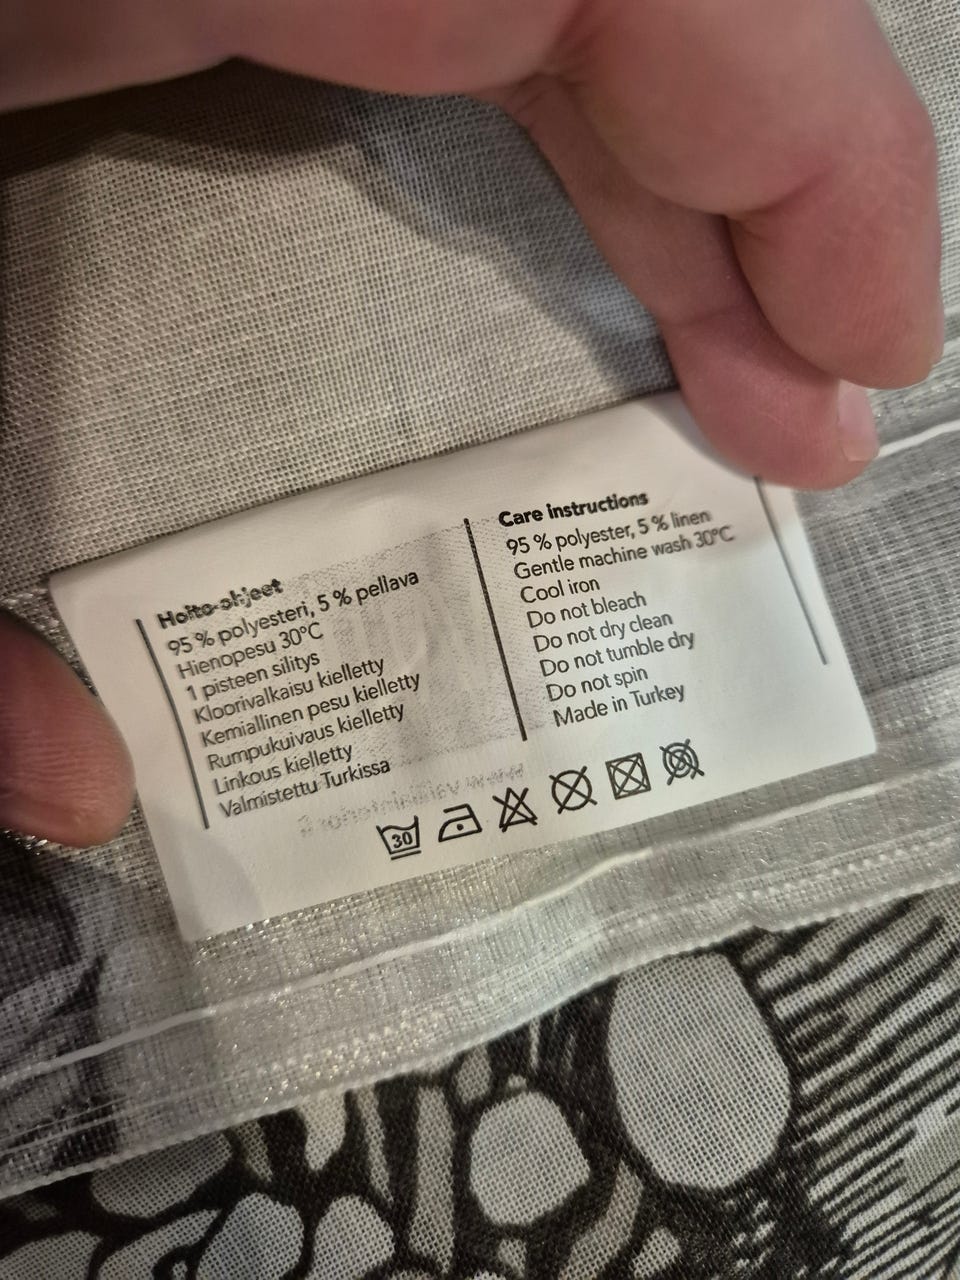 Hoito-ohjeet
95 % polyesteri, 5 % pellava
Hienopesu 30°C
1 pisteen silitys
Kloorivalkaisu kielletty
Kemiallinen pesu kielletty
Rumpukuivaus kielletty
Linkous kielletty
Valmistettu Turkissa
Care instructions
95 % polyester, 5 % linen
Gentle machine wash 30°C
Cool iron
Do not bleach
Do not dry clean
Do not tumble dry
Do not spin
Made in Turkey
30